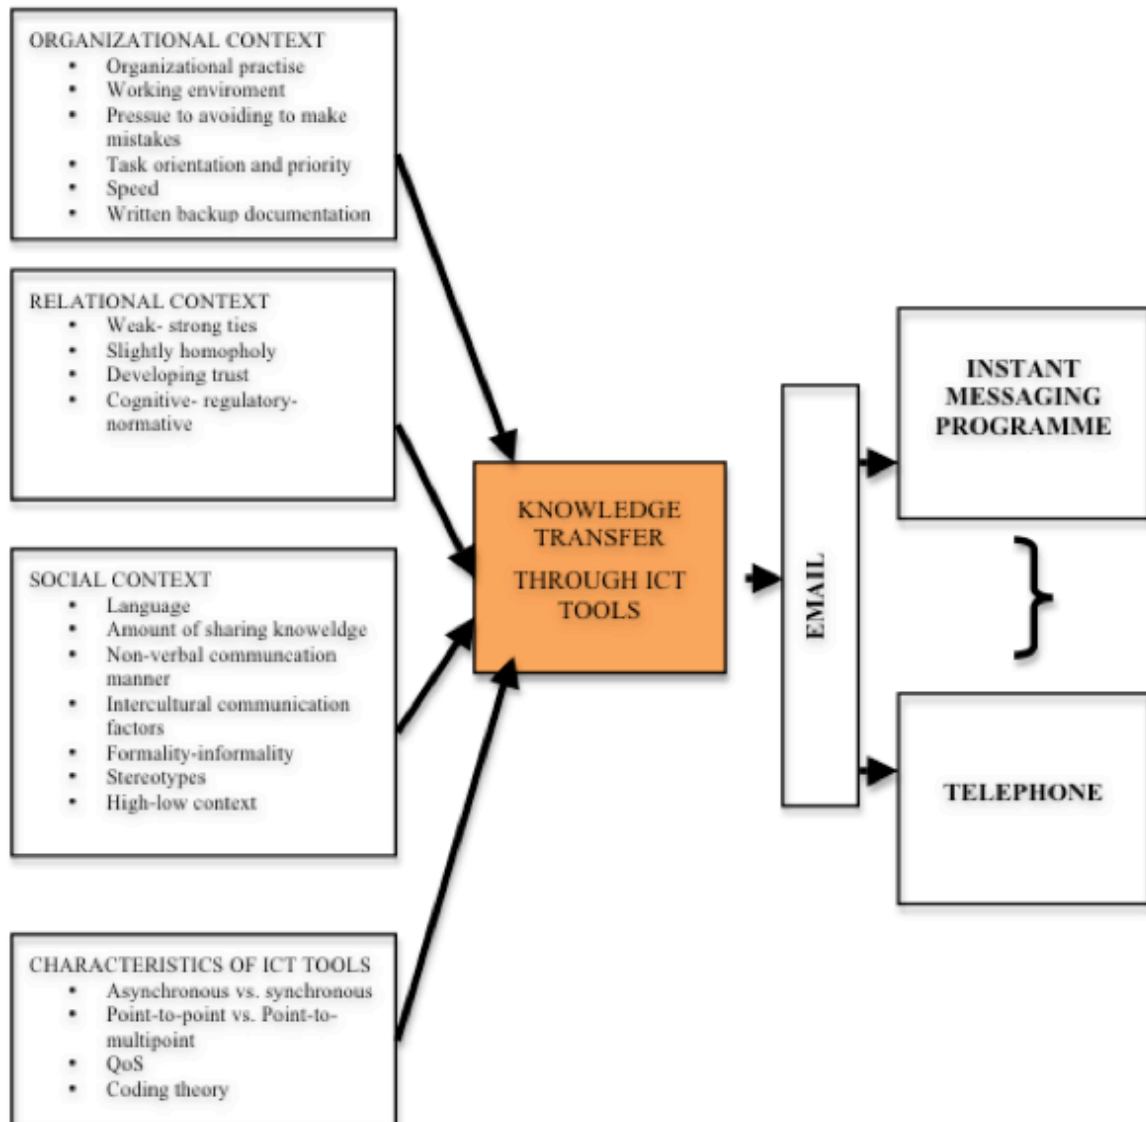 ORGANIZATIONAL CONTEXT
• Organizational practise
• Working enviroment
• Pressue to avoiding to make
mistakes
• Task orientation and priority
• Speed
• Written backup documentation
RELATIONAL CONTEXT
• Weak- strong ties
• Slightly homopholy
• Developing trust
• Cognitive- regulatory-
normative
SOCIAL CONTEXT
• Language
• Amount of sharing knoweldge
• Non-verbal communcation
manner
• Intercultural communication
factors
• Formality-informality
• Stereotypes
• High-low context
CHARACTERISTICS OF ICT TOOLS
• Asynchronous vs. synchronous
• Point-to-point vs. Point-to-
multipoint
• QoS
• Coding theory
KNOWLEDGE
TRANSFER
THROUGH ICT
TOOLS
EMAIL
INSTANT
MESSAGING
PROGRAMME
}
TELEPHONE